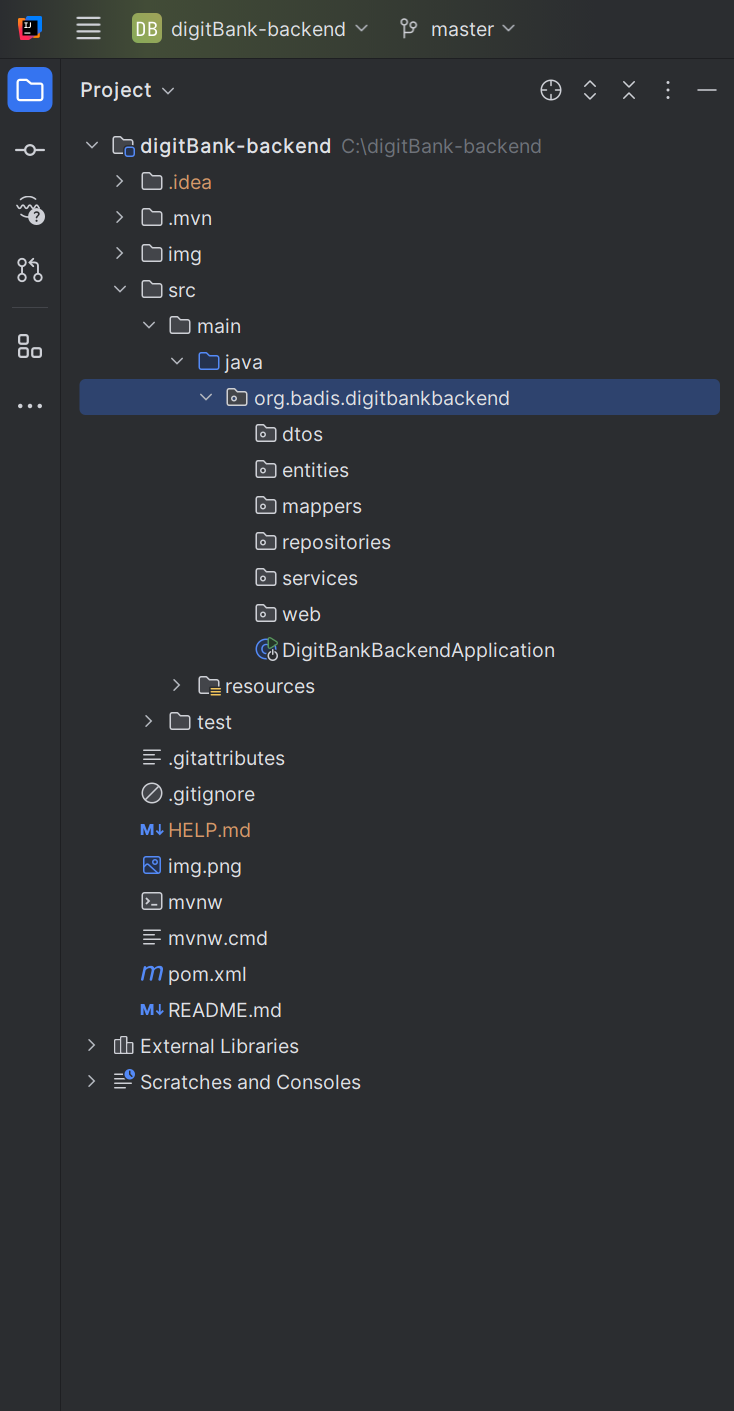 DB digitBank-backend master
Project
digitBank-backend C:\digitBank-backend
.idea
.mvn
img
src
main
java
org.badis.digitbankbackend
dtos
entities
mappers
repositories
services
web
DigitBankBackendApplication
resources
test
.gitattributes
.gitignore
M↓ HELP.md
img.png
mvnw
mvnw.cmd
m pom.xml
M↓ README.md
External Libraries
Scratches and Consoles